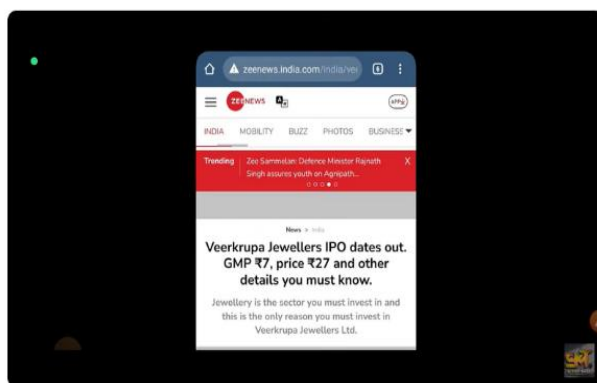 zeenews.india.com/india/vee
ZEENEWS
INDIA MOBILITY BUZZ PHOTOS BUSINESS
Trending Zee Sammelan: Defence Minister Rajnath X
Singh assures youth on Agnipath...
News » India
Veerkrupa Jewellers IPO dates out.
GMP ₹7, price ₹27 and other
details you must know.
Jewellery is the sector you must invest in and
this is the only reason you must invest in
Veerkrupa Jewellers Ltd.